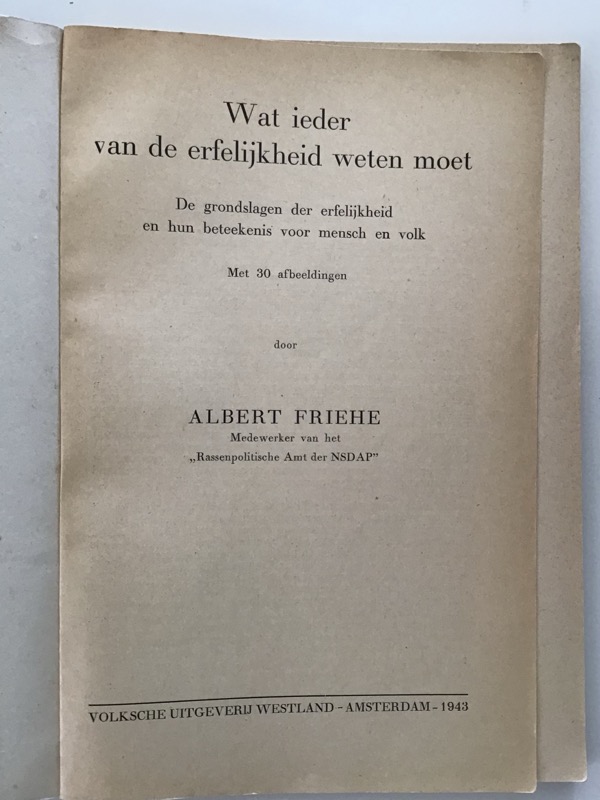 Wat ieder
van de erfelijkheid weten moet
De grondslagen der erfelijkheid
en hun beteekenis voor mensch en volk
Met 30 afbeeldingen
door
ALBERT FRIEHE
Medewerker van het
„Rassenpolitische Amt der NSDAP”
VOLKSCHE UITGEVERIJ WESTLAND - AMSTERDAM - 1943